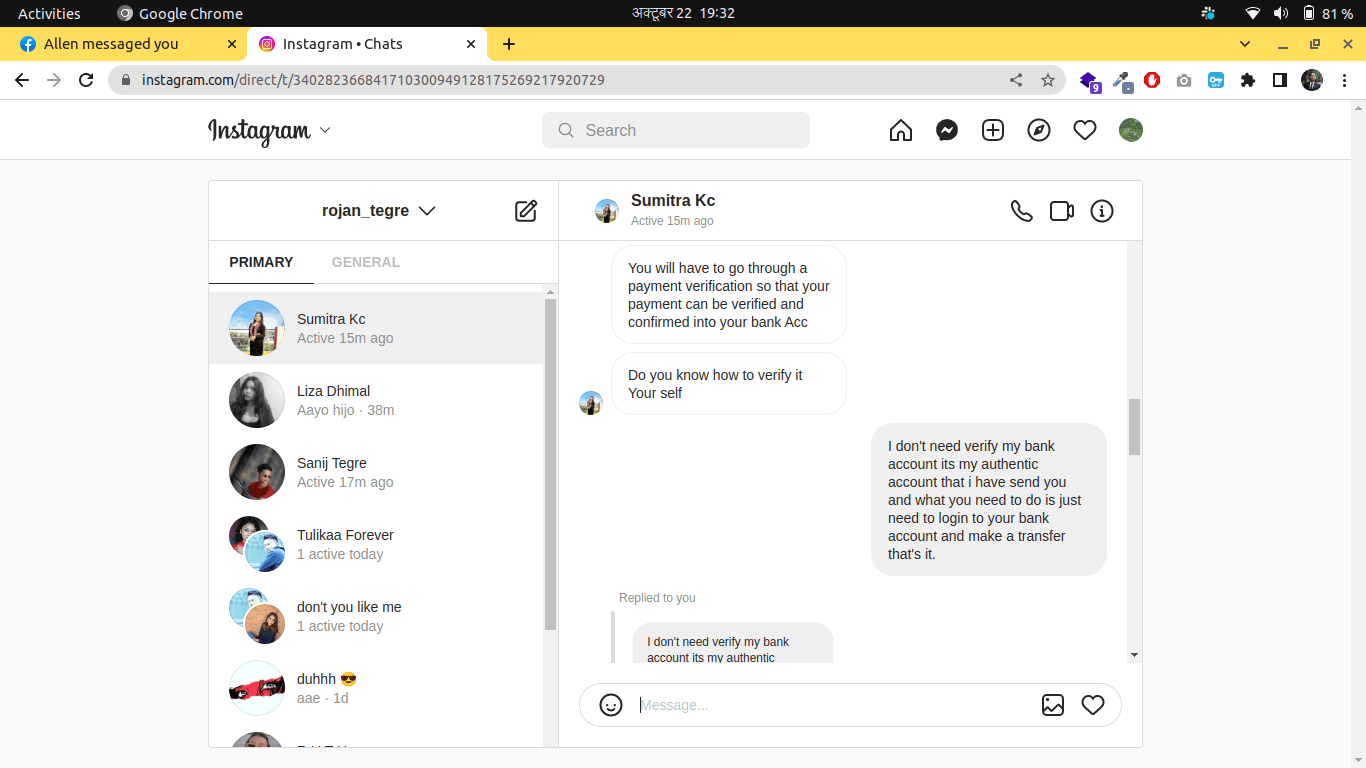 Activities
Google Chrome
अक्टूबर 22 19:32
81 %
Allen messaged you
Instagram • Chats
instagram.com/direct/t/340282366841710300949128175269217920729
9
OFF
Instagram
Search
rojan_tegre
Sumitra Kc
Active 15m ago
PRIMARY
GENERAL
Sumitra Kc
Active 15m ago
Liza Dhimal
Aayo hijo · 38m
Sanij Tegre
Active 17m ago
Tulikaa Forever
1 active today
don't you like me
1 active today
duhhh 😎
aae · 1d
You will have to go through a
payment verification so that your
payment can be verified and
confirmed into your bank Acc
Do you know how to verify it
Your self
I don't need verify my bank
account its my authentic
account that i have send you
and what you need to do is just
need to login to your bank
account and make a transfer
that's it.
Replied to you
I don't need verify my bank
account its my authentic
Message...